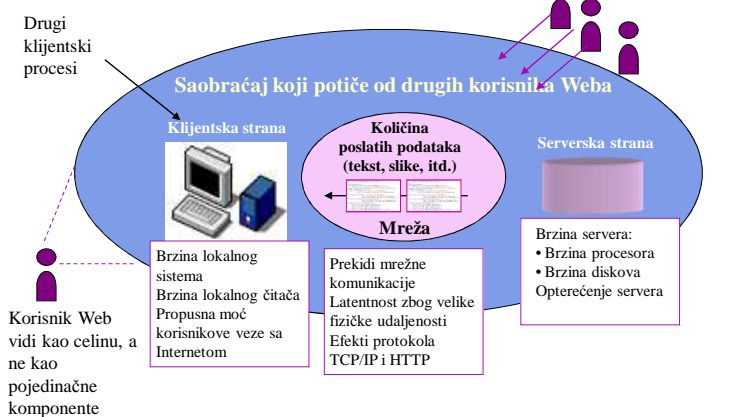 Drugi
klijentski
procesi
Saobraćaj koji potiče od drugih korisnika Weba
Klijentska strana
Količina
poslatih podataka
(tekst, slike, itd.)
Mreža
Serverska strana
Brzina lokalnog
sistema
Brzina lokalnog čitača
Propusna moć
korisnikove veze sa
Internetom
Prekidi mrežne
komunikacije
Latentnost zbog velike
fizičke udaljenosti
Efekti protokola
TCP/IP i HTTP
Brzina servera:
• Brzina procesora
• Brzina diskova
Opterećenje servera
Korisnik Web
vidi kao celinu, a
ne kao
pojedinačne
komponente